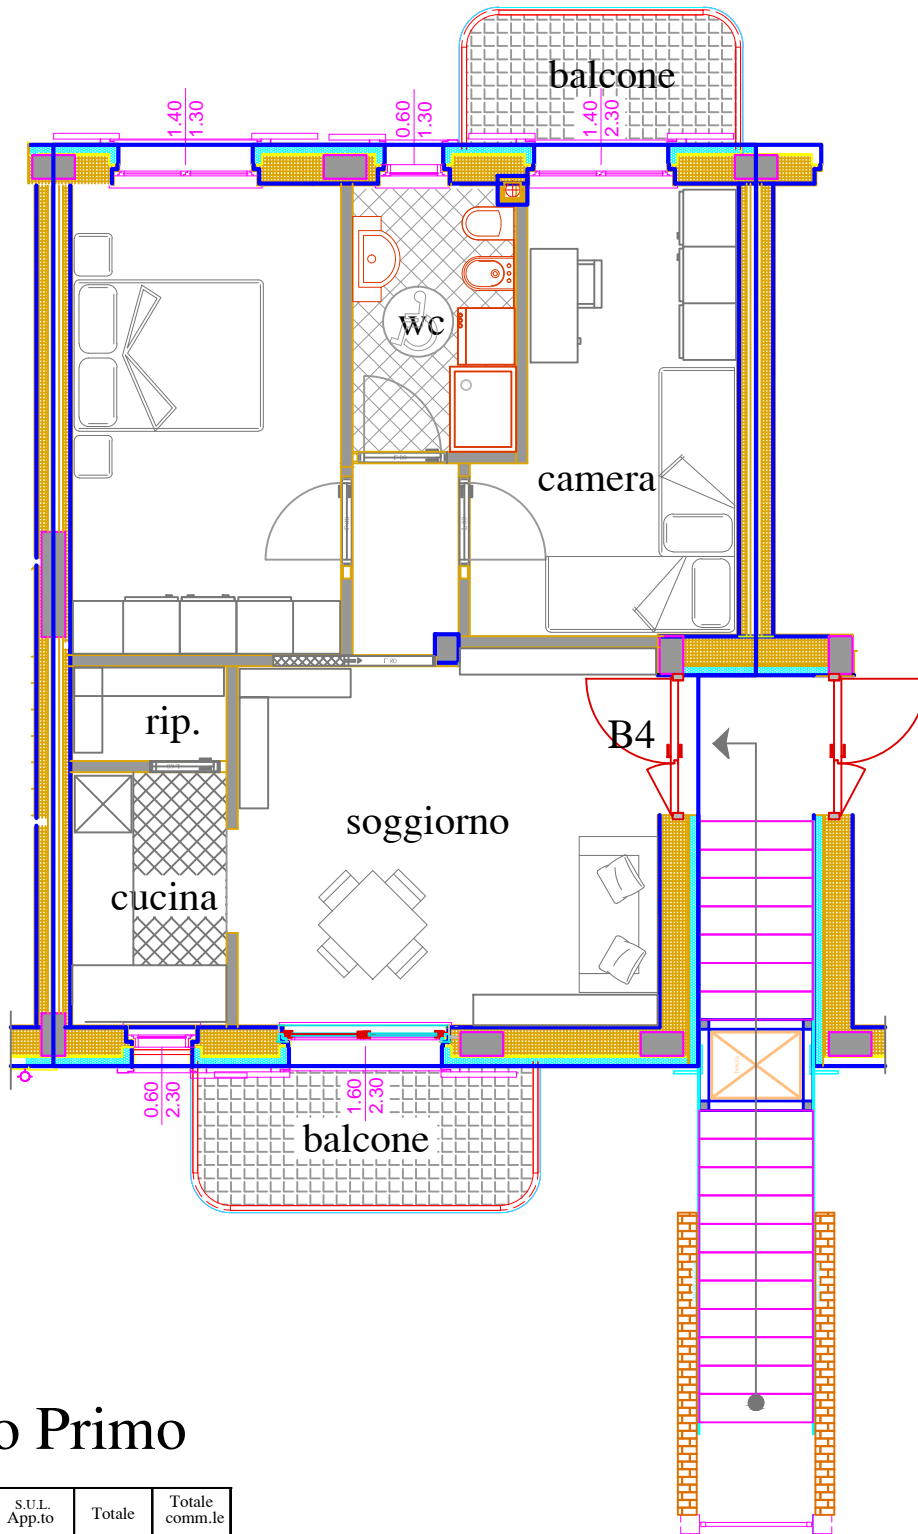 balcone
1.40
1.30
0.60
1.30
1.40
2.30
wc
camera
rip.
B4
soggiorno
cucina
0.60
2.30
1.60
2.30
balcone
o Primo
S.U.L.
App.to
Totale
Totale
comm.le